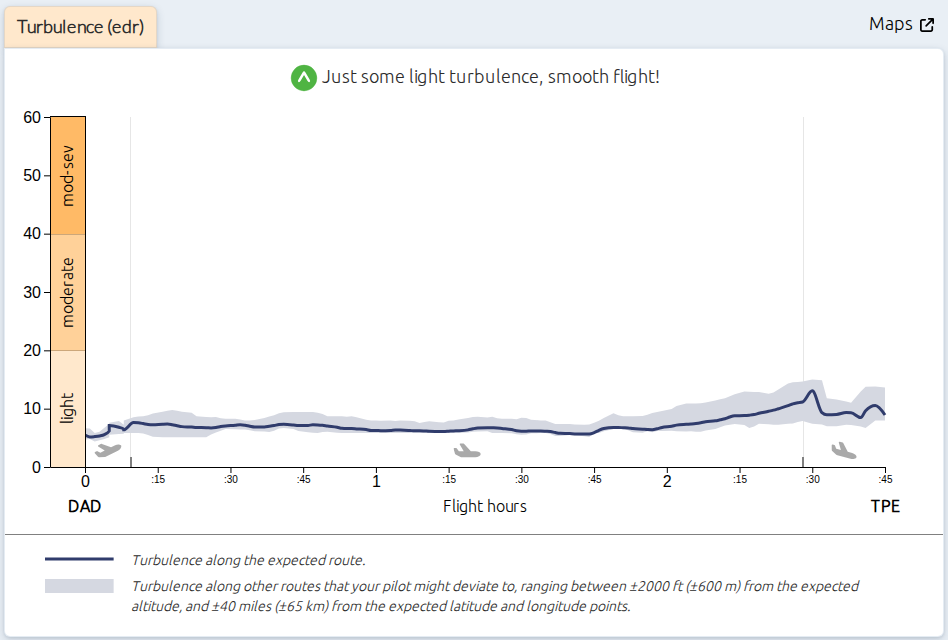 Turbulence (edr)
Maps
Just some light turbulence, smooth flight!
60
50
40
30
20
10
0
mod-sev
moderate
light
0 :15 :30 :45 1 :15 :30 :45 2 :15 :30 :45
DAD Flight hours TPE
Turbulence along the expected route.
Turbulence along other routes that your pilot might deviate to, ranging between ±2000 ft (±600 m) from the expected
altitude, and ±40 miles (±65 km) from the expected latitude and longitude points.